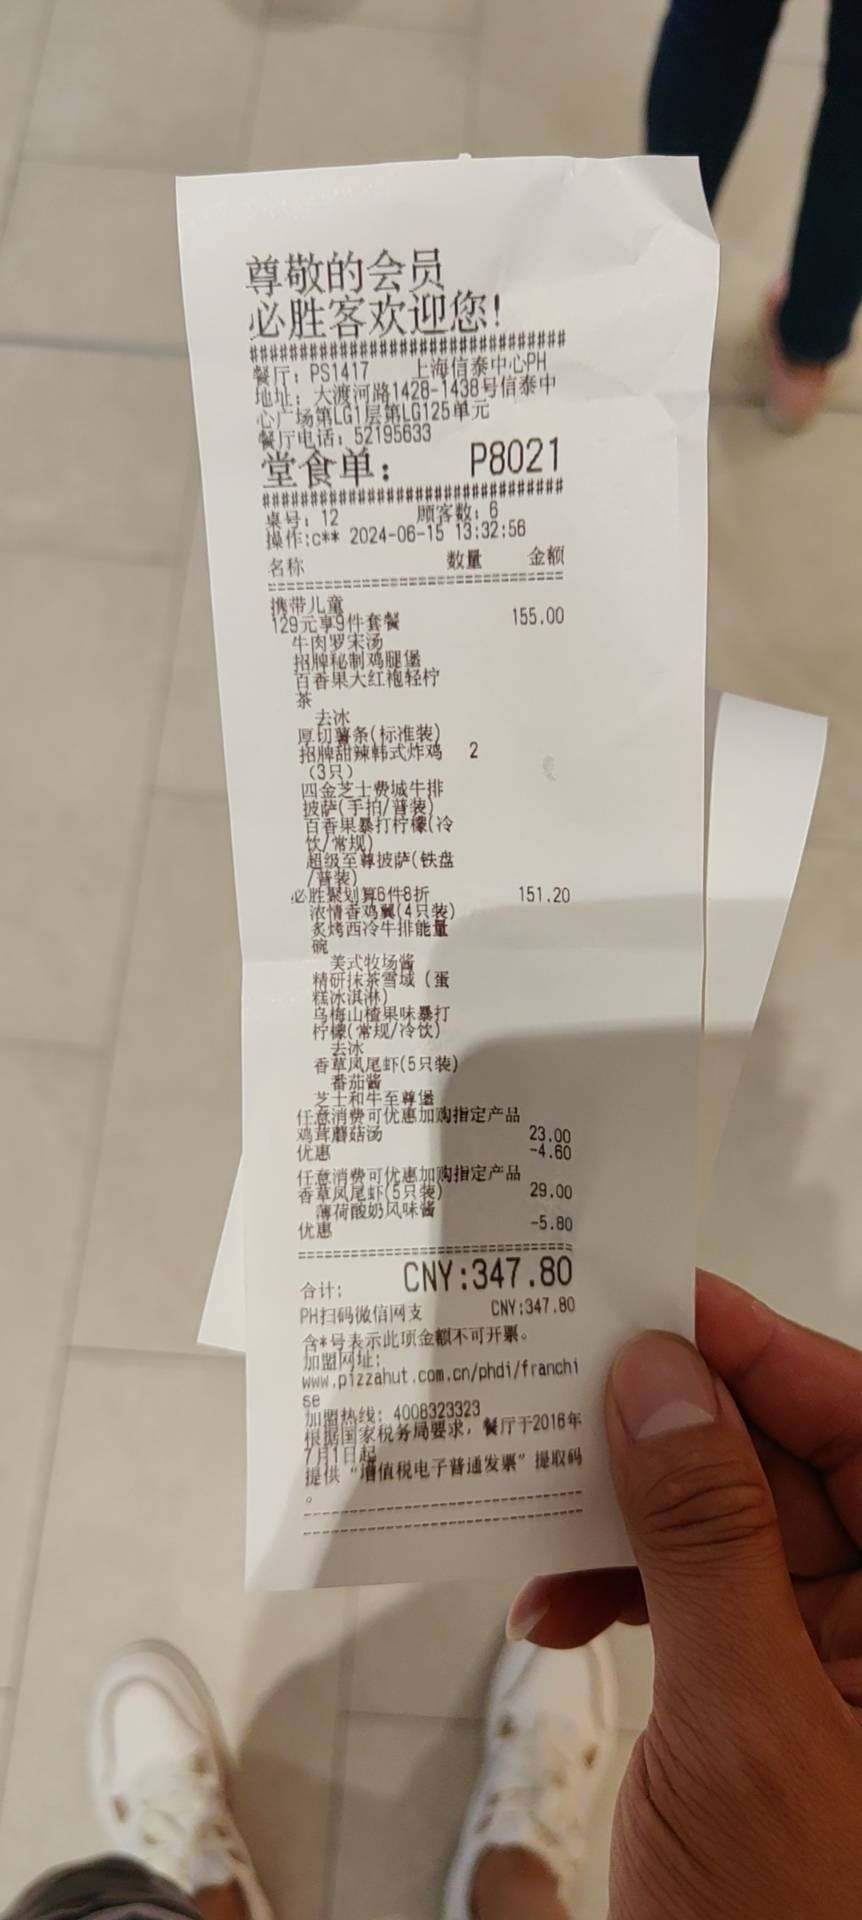 尊敬的会员
必胜客欢迎您!
################################
餐厅: PS1417 上海信泰中心PH
地址: 大渡河路1428-1438号信泰中
心广场第LG1层第LG125单元
餐厅电话: 52195633
堂食单: P8021
################################
桌号: 12 顾客数: 6
操作:c** 2024-06-15 13:32:56
名称 数量 金额
================================
携带儿童
129元享9件套餐 155.00
牛肉罗宋汤
招牌秘制鸡腿堡
百香果大红袍轻柠
茶
去冰
厚切薯条(标准装)
招牌甜辣韩式炸鸡 2
(3只)
四金芝士费城牛排
披萨(手拍/普装)
百香果暴打柠檬(冷
饮/常规)
超级至尊披萨(铁盘
/普装)
必胜聚划算6件8折 151.20
浓情香鸡翼(4只装)
炙烤西冷牛排能量
碗
美式牧场酱
精研抹茶雪域 (蛋
糕冰淇淋)
乌梅山楂果味暴打
柠檬(常规/冷饮)
去冰
香草凤尾虾(5只装)
番茄酱
芝士和牛至尊堡
任意消费可优惠加购指定产品
鸡茸蘑菇汤 23.00
优惠 -4.60
任意消费可优惠加购指定产品
香草凤尾虾(5只装) 29.00
薄荷酸奶风味酱
优惠 -5.80
================================
合计: CNY:347.80
PH扫码微信网支 CNY:347.80
含*号表示此项金额不可开票。
加盟网址:
www.pizzahut.com.cn/phdi/franchi
se
加盟热线: 4008323323
根据国家税务局要求, 餐厅于2016年
7月1日起
提供“增值税电子普通发票”提取码
。
--------------------------------
--------------------------------